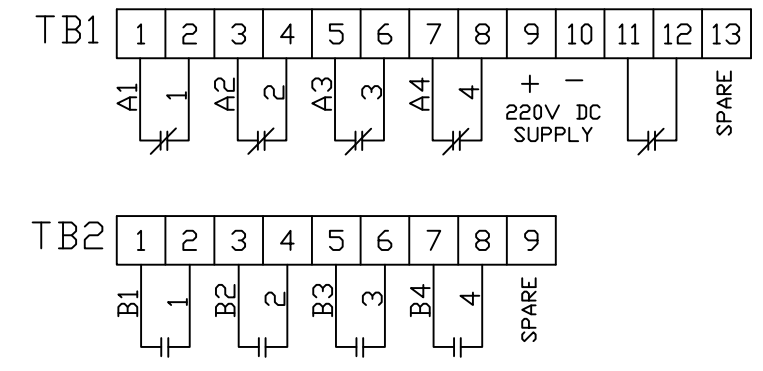 TB1 1 2 3 4 5 6 7 8 9 10 11 12 13
A1 1 A2 2 A3 3 A4 4 + − SPARE
220V DC
SUPPLY
TB2 1 2 3 4 5 6 7 8 9
B1 1 B2 2 B3 3 B4 4 SPARE